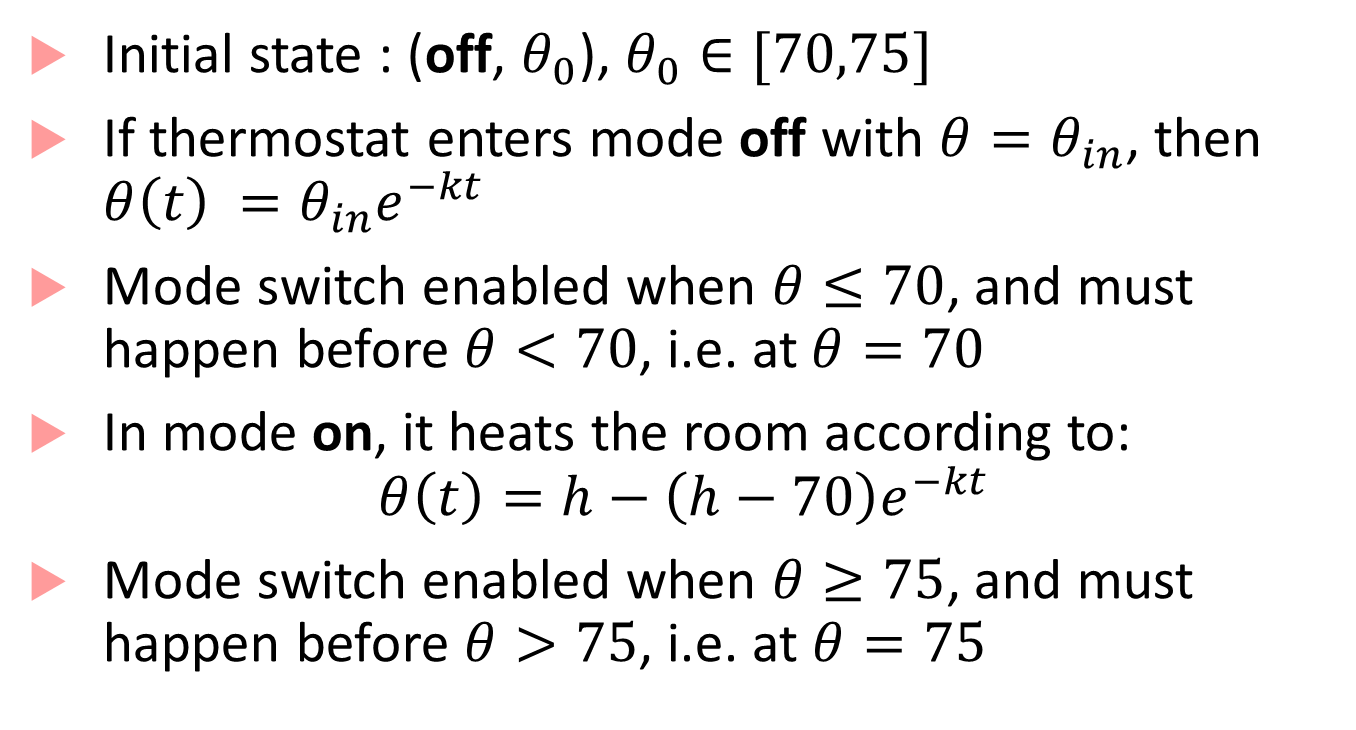 Initial state : (off, θ₀), θ₀ ∈ [70,75]
If thermostat enters mode off with θ = θᵢₙ, then
θ(t) = θᵢₙe⁻ᵏᵗ
Mode switch enabled when θ ≤ 70, and must
happen before θ < 70, i.e. at θ = 70
In mode on, it heats the room according to:
θ(t) = h − (h − 70)e⁻ᵏᵗ
Mode switch enabled when θ ≥ 75, and must
happen before θ > 75, i.e. at θ = 75